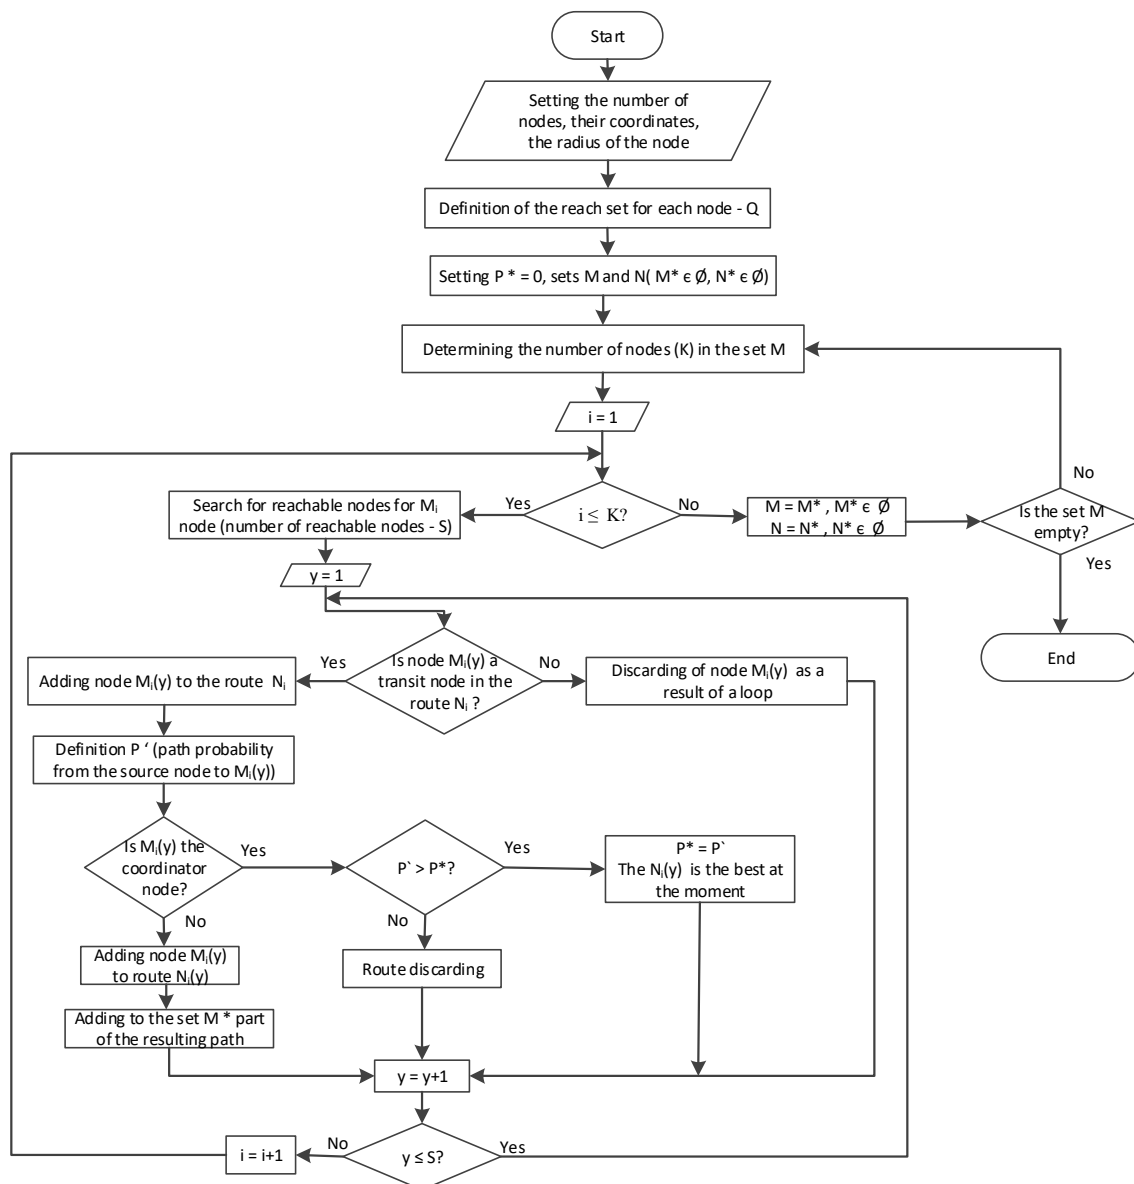 Start
Setting the number of
nodes, their coordinates,
the radius of the node
Definition of the reach set for each node - Q
Setting P * = 0, sets M and N( M* ϵ Ø, N* ϵ Ø)
Determining the number of nodes (K) in the set M
i = 1
i ≤ K?
Yes
No
Search for reachable nodes for Mᵢ
node (number of reachable nodes - S)
M = M* , M* ϵ Ø
N = N* , N* ϵ Ø
Is the set M
empty?
No
Yes
End
y = 1
Is node Mᵢ(y) a
transit node in the
route Nᵢ ?
Yes
No
Adding node Mᵢ(y) to the route Nᵢ
Discarding of node Mᵢ(y) as a
result of a loop
Definition P ‘ (path probability
from the source node to Mᵢ(y))
Is Mᵢ(y) the
coordinator
node?
Yes
No
P` > P*?
Yes
No
P* = P`
The Nᵢ(y) is the best at
the moment
Adding node Mᵢ(y)
to route Nᵢ(y)
Route discarding
Adding to the set M * part
of the resulting path
y = y+1
y ≤ S?
No
Yes
i = i+1